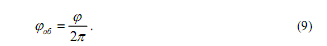 φ_об = φ / 2π . (9)